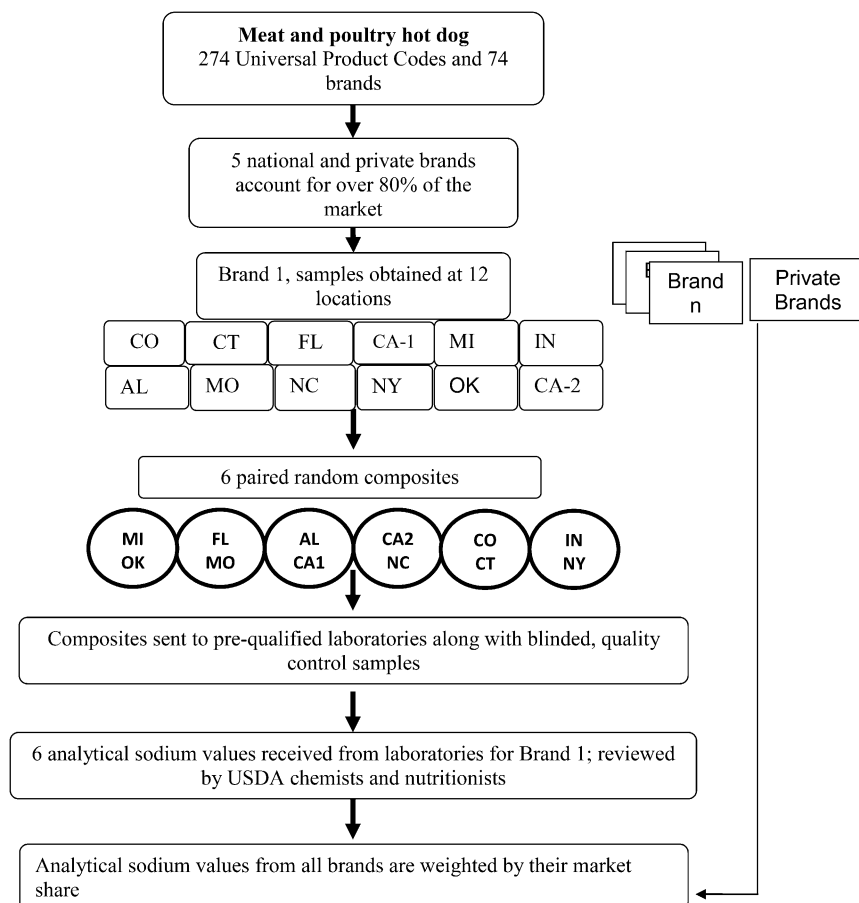 Meat and poultry hot dog
274 Universal Product Codes and 74
brands
5 national and private brands
account for over 80% of the
market
Brand 1, samples obtained at 12
locations
Brand
n
Private
Brands
CO CT FL CA-1 MI IN
AL MO NC NY OK CA-2
6 paired random composites
MI FL AL CA2 CO IN
OK MO CA1 NC CT NY
Composites sent to pre-qualified laboratories along with blinded, quality
control samples
6 analytical sodium values received from laboratories for Brand 1; reviewed
by USDA chemists and nutritionists
Analytical sodium values from all brands are weighted by their market
share